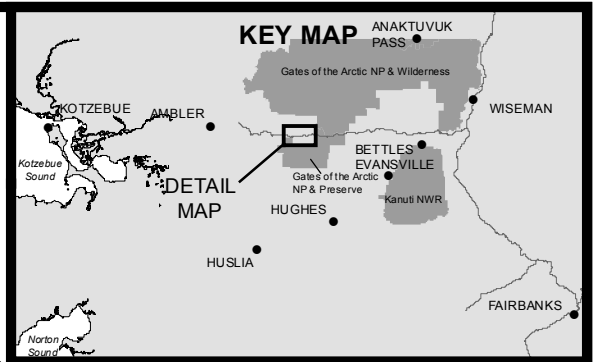 KEY MAP
ANAKTUVUK
PASS
Gates of the Arctic NP & Wilderness
KOTZEBUE
AMBLER
WISEMAN
Kotzebue
Sound
BETTLES
EVANSVILLE
DETAIL
MAP
Gates of the Arctic
NP & Preserve
Kanuti NWR
HUGHES
HUSLIA
FAIRBANKS
Norton
Sound